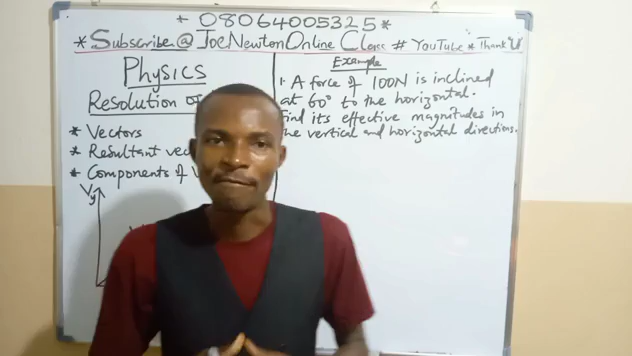 + 08064005325 *
* Subscribe @ JoeNewtonOnline Class # YouTube * Thank U
Physics
Resolution of
* Vectors
* Resultant vec
* Components of V
Vy
Example
1. A force of 100N is inclined
at 60° to the horizontal.
Find its effective magnitudes in
the vertical and horizontal directions.